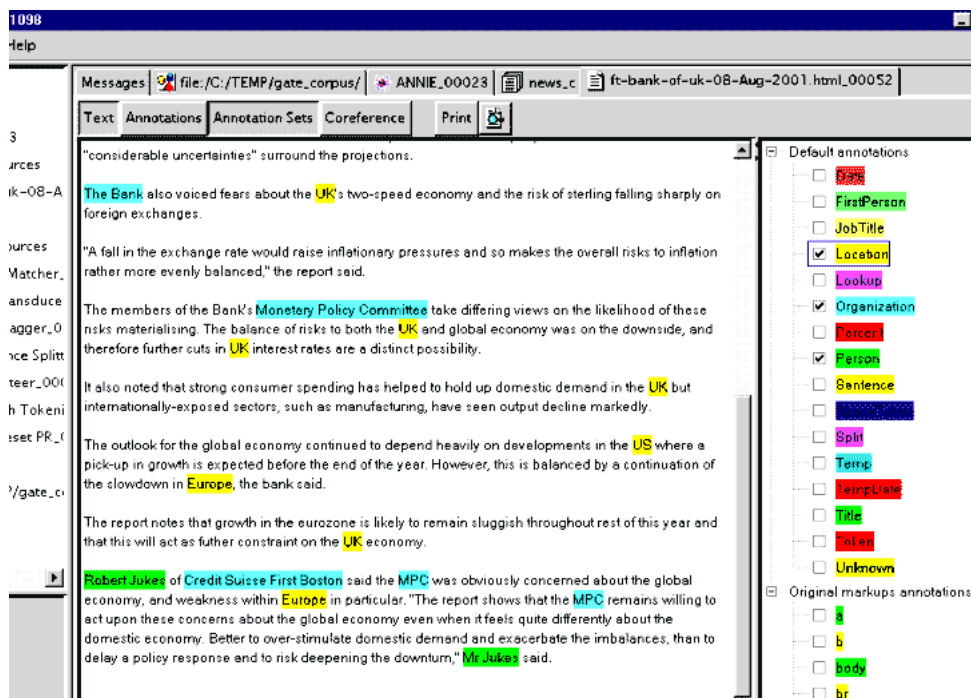 1098
Help
Messages file:/C:/TEMP/gate_corpus/ ANNIE_00023 news_c ft-bank-of-uk-08-Aug-2001.html_00052
Text Annotations Annotation Sets Coreference Print
3
urces
uk-08-A
ources
Matcher_
ansduce
agger_0
nce Splitt
teer_00(
h Tokeni
eset PR_(
/gate_c
"considerable uncertainties" surround the projections.
The Bank also voiced fears about the UK's two-speed economy and the risk of sterling falling sharply on
foreign exchanges.
"A fall in the exchange rate would raise inflationary pressures and so makes the overall risks to inflation
rather more evenly balanced," the report said.
The members of the Bank's Monetary Policy Committee take differing views on the likelihood of these
risks materialising. The balance of risks to both the UK and global economy was on the downside, and
therefore further cuts in UK interest rates are a distinct possibility.
It also noted that strong consumer spending has helped to hold up domestic demand in the UK but
internationally-exposed sectors, such as manufacturing, have seen output decline markedly.
The outlook for the global economy continued to depend heavily on developments in the US where a
pick-up in growth is expected before the end of the year. However, this is balanced by a continuation of
the slowdown in Europe, the bank said.
The report notes that growth in the eurozone is likely to remain sluggish throughout rest of this year and
that this will act as futher constraint on the UK economy.
Robert Jukes of Credit Suisse First Boston said the MPC was obviously concerned about the global
economy, and weakness within Europe in particular. "The report shows that the MPC remains willing to
act upon these concerns about the global economy even when it feels quite differently about the
domestic economy. Better to over-stimulate domestic demand and exacerbate the imbalances, than to
delay a policy response and to risk deepening the downturn," Mr Jukes said.
Default annotations
Date
FirstPerson
JobTitle
Location
Lookup
Organization
Percent
Person
Sentence
Split
Temp
TempDate
Title
Token
Unknown
Original markups annotations
a
b
body
br